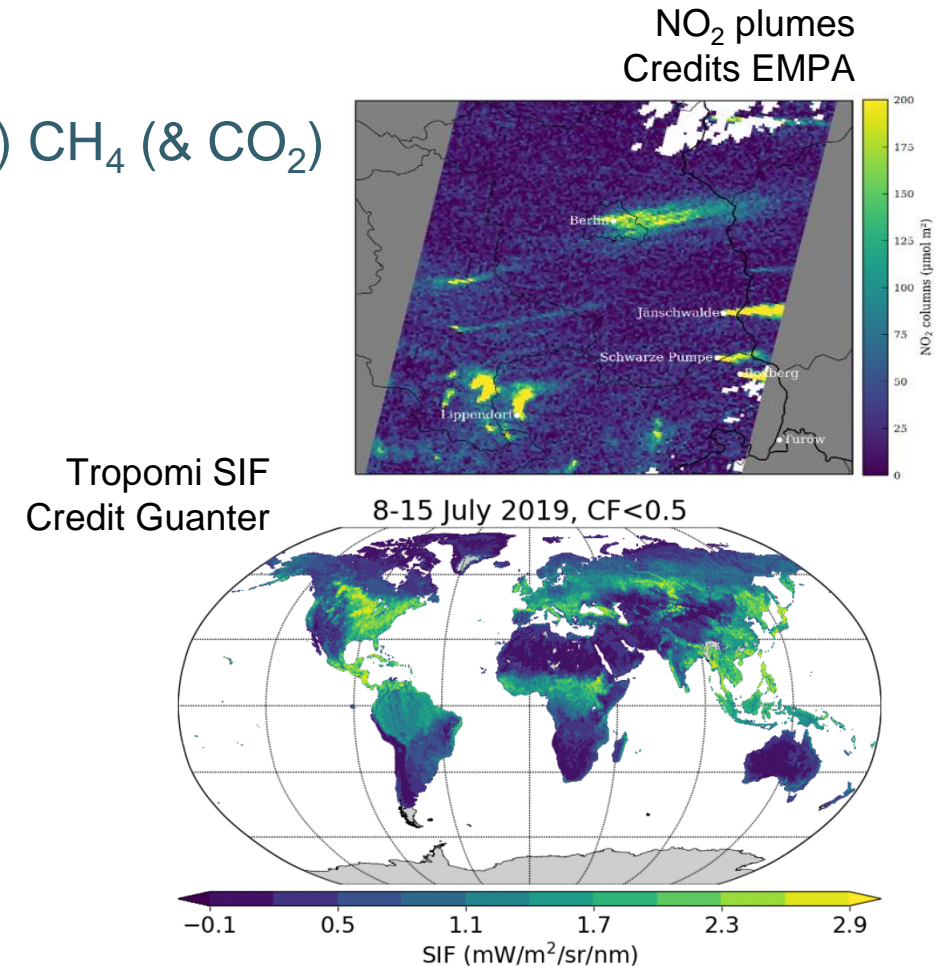 NO₂ plumes
Credits EMPA
) CH₄ (& CO₂)
Berlin
Jänschwalde
Schwarze Pumpe
Boxberg
Lippendorf
Turów
200
175
150
125
100
75
50
25
0
NO₂ columns (µmol m²)
Tropomi SIF
Credit Guanter
8-15 July 2019, CF<0.5
−0.1 0.5 1.1 1.7 2.3 2.9
SIF (mW/m²/sr/nm)